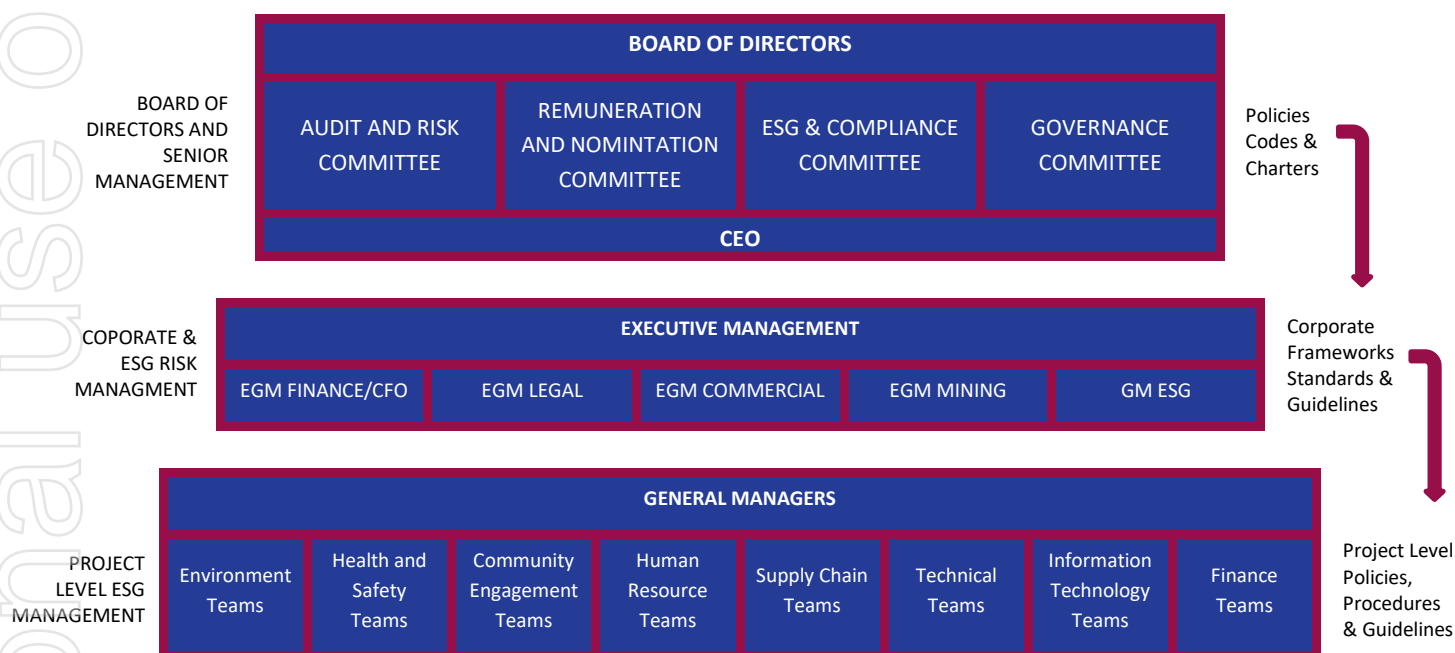 BOARD OF DIRECTORS
BOARD OF
DIRECTORS AND
SENIOR
MANAGEMENT
AUDIT AND RISK
COMMITTEE
REMUNERATION
AND NOMINTATION
COMMITTEE
ESG & COMPLIANCE
COMMITTEE
GOVERNANCE
COMMITTEE
Policies
Codes &
Charters
CEO
EXECUTIVE MANAGEMENT
COPORATE &
ESG RISK
MANAGMENT
EGM FINANCE/CFO
EGM LEGAL
EGM COMMERCIAL
EGM MINING
GM ESG
Corporate
Frameworks
Standards &
Guidelines
GENERAL MANAGERS
PROJECT
LEVEL ESG
MANAGEMENT
Environment
Teams
Health and
Safety
Teams
Community
Engagement
Teams
Human
Resource
Teams
Supply Chain
Teams
Technical
Teams
Information
Technology
Teams
Finance
Teams
Project Level
Policies,
Procedures
& Guidelines
use